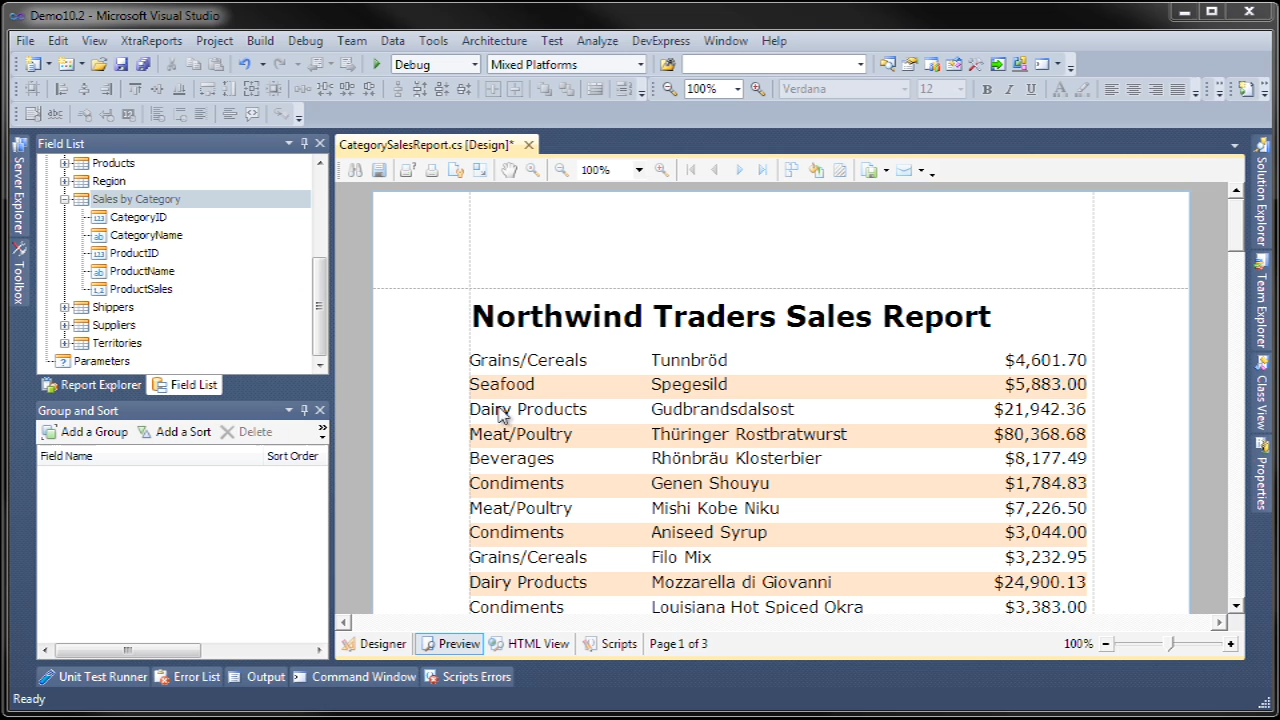 Demo10.2 - Microsoft Visual Studio
File Edit View XtraReports Project Build Debug Team Data Tools Architecture Test Analyze DevExpress Window Help
Debug Mixed Platforms
100% Verdana 12 B I U A
abc
Server Explorer
Toolbox
Field List
Products
Region
Sales by Category
CategoryID
CategoryName
ProductID
ProductName
ProductSales
Shippers
Suppliers
Territories
Parameters
Report Explorer Field List
Group and Sort
Add a Group Add a Sort Delete
Field Name Sort Order
CategorySalesReport.cs [Design]*
100%
Northwind Traders Sales Report
Grains/Cereals Tunnbröd $4,601.70
Seafood Spegesild $5,883.00
Dairy Products Gudbrandsdalsost $21,942.36
Meat/Poultry Thüringer Rostbratwurst $80,368.68
Beverages Rhönbräu Klosterbier $8,177.49
Condiments Genen Shouyu $1,784.83
Meat/Poultry Mishi Kobe Niku $7,226.50
Condiments Aniseed Syrup $3,044.00
Grains/Cereals Filo Mix $3,232.95
Dairy Products Mozzarella di Giovanni $24,900.13
Condiments Louisiana Hot Spiced Okra $3,383.00
Designer Preview HTML View Scripts Page 1 of 3 100%
Solution Explorer
Team Explorer
Class View
Properties
Unit Test Runner Error List Output Command Window Scripts Errors
Ready